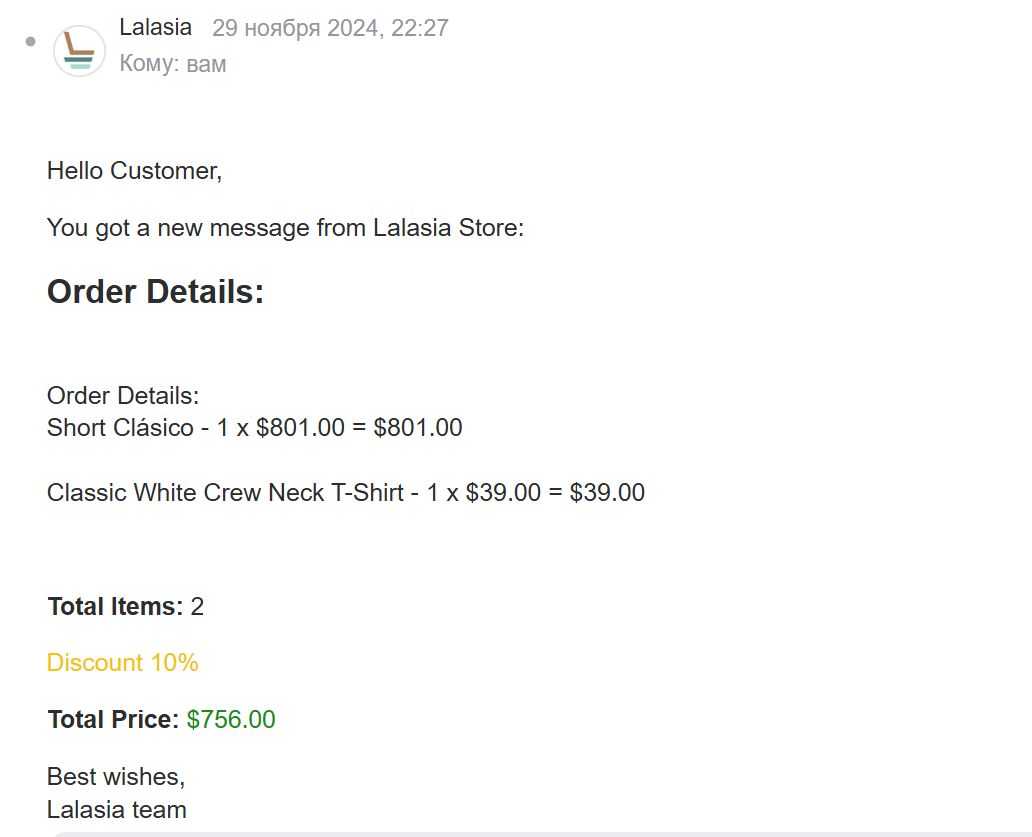 Lalasia 29 ноября 2024, 22:27
Кому: вам
Hello Customer,
You got a new message from Lalasia Store:
Order Details:
Order Details:
Short Clásico - 1 x $801.00 = $801.00
Classic White Crew Neck T-Shirt - 1 x $39.00 = $39.00
Total Items: 2
Discount 10%
Total Price: $756.00
Best wishes,
Lalasia team